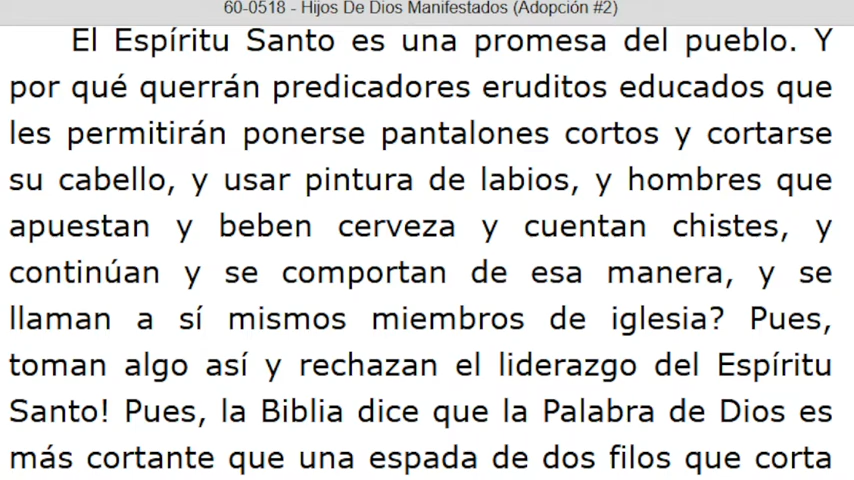 60-0518 - Hijos De Dios Manifestados (Adopción #2)
El Espíritu Santo es una promesa del pueblo. Y
por qué querrán predicadores eruditos educados que
les permitirán ponerse pantalones cortos y cortarse
su cabello, y usar pintura de labios, y hombres que
apuestan y beben cerveza y cuentan chistes, y
continúan y se comportan de esa manera, y se
llaman a sí mismos miembros de iglesia? Pues,
toman algo así y rechazan el liderazgo del Espíritu
Santo! Pues, la Biblia dice que la Palabra de Dios es
más cortante que una espada de dos filos que corta